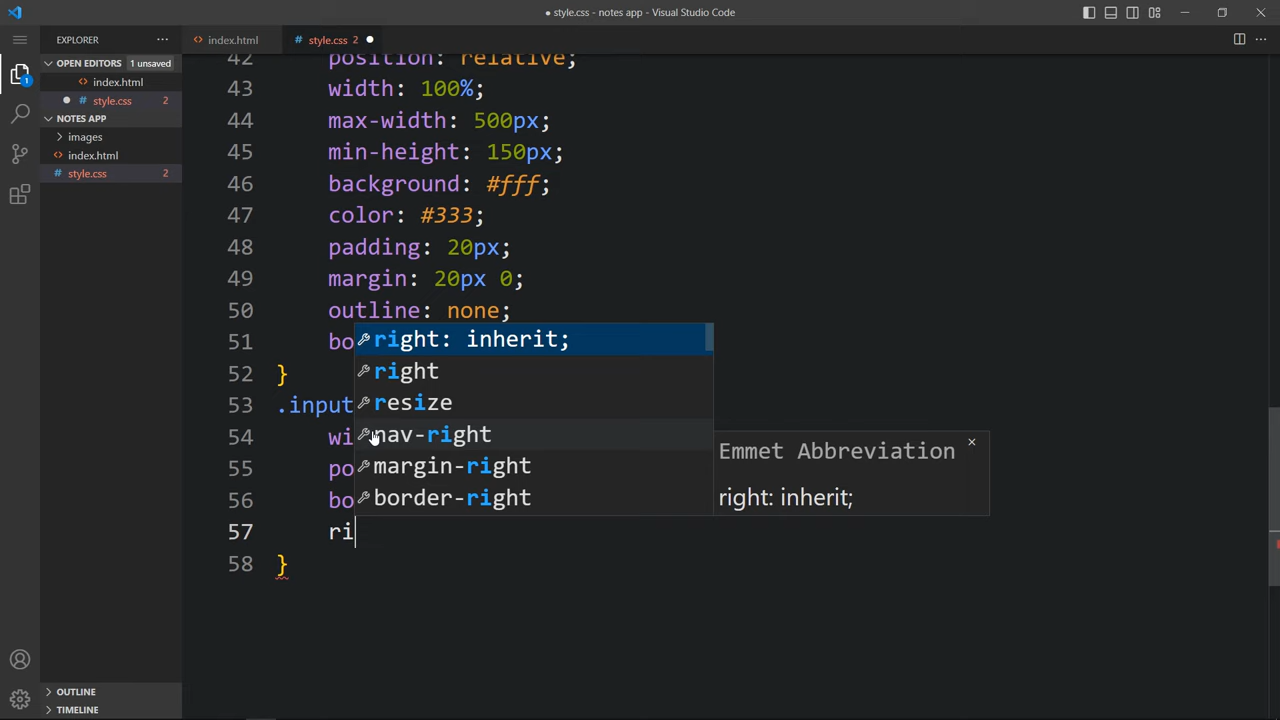 ● style.css - notes app - Visual Studio Code
EXPLORER
index.html
style.css 2
OPEN EDITORS 1 unsaved
index.html
style.css 2
NOTES APP
images
index.html
style.css 2
OUTLINE
TIMELINE
1
42 position: relative;
43 width: 100%;
44 max-width: 500px;
45 min-height: 150px;
46 background: #fff;
47 color: #333;
48 padding: 20px;
49 margin: 20px 0;
50 outline: none;
51 bo
52 }
53 .input
54 wi
55 po
56 bo
57 ri
58 }
right: inherit;
right
resize
nav-right
margin-right
border-right
Emmet Abbreviation
right: inherit;